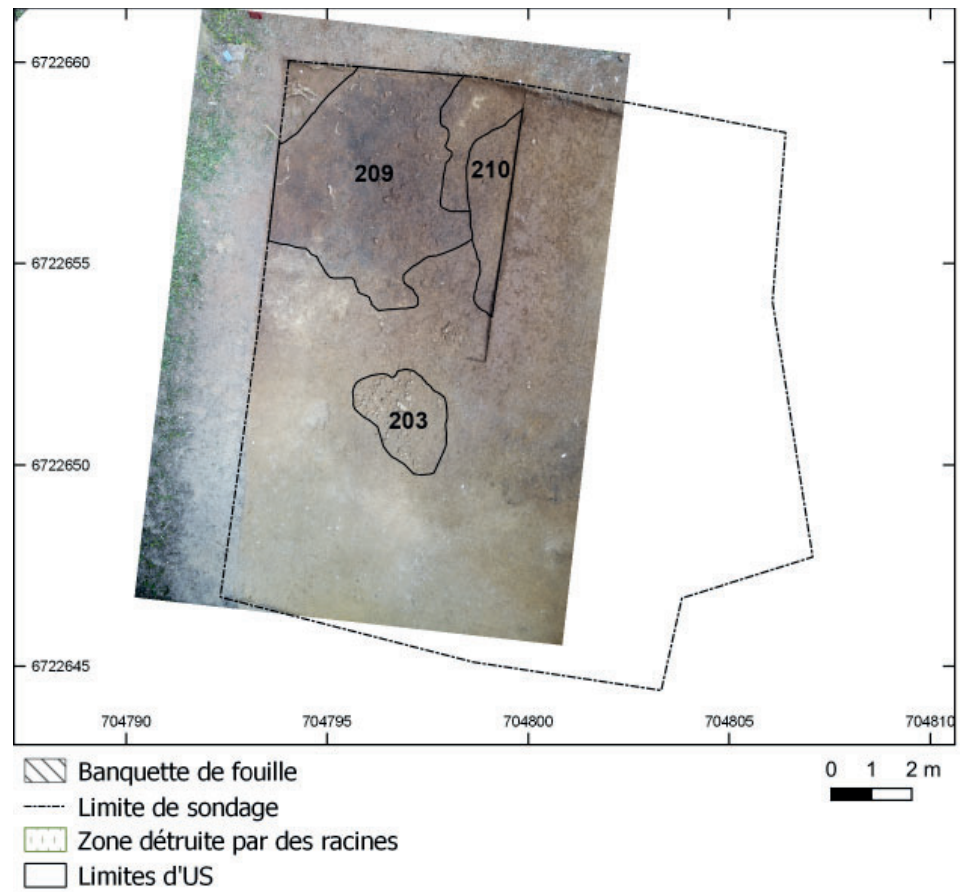 6722660
209
210
6722655
203
6722650
6722645
704790
704795
704800
704805
704810
Banquette de fouille
Limite de sondage
Zone détruite par des racines
Limites d'US
0 1 2 m